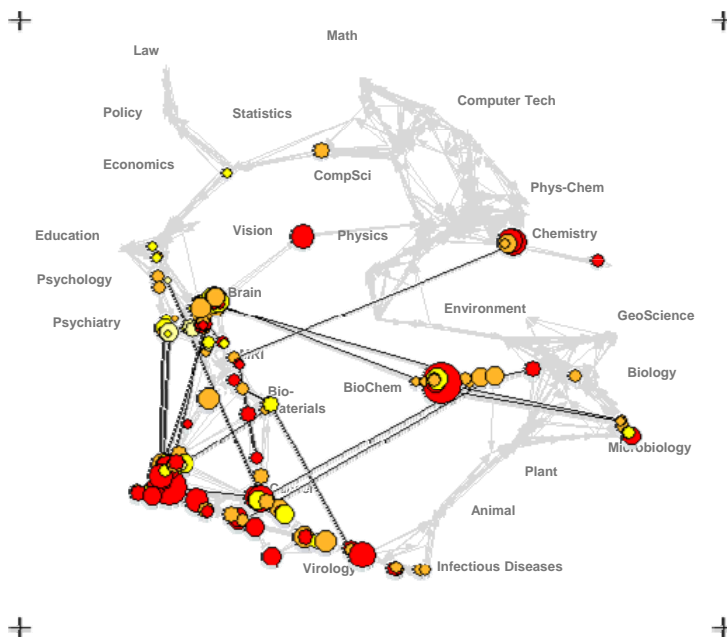 Math
Law
Computer Tech
Policy
Statistics
Economics
CompSci
Phys-Chem
Education
Vision
Physics
Chemistry
Psychology
Brain
Environment
GeoScience
Psychiatry
MRI
BioChem
Biology
Bio-
Materials
Microbiology
Plant
Animal
Virology
Infectious Diseases